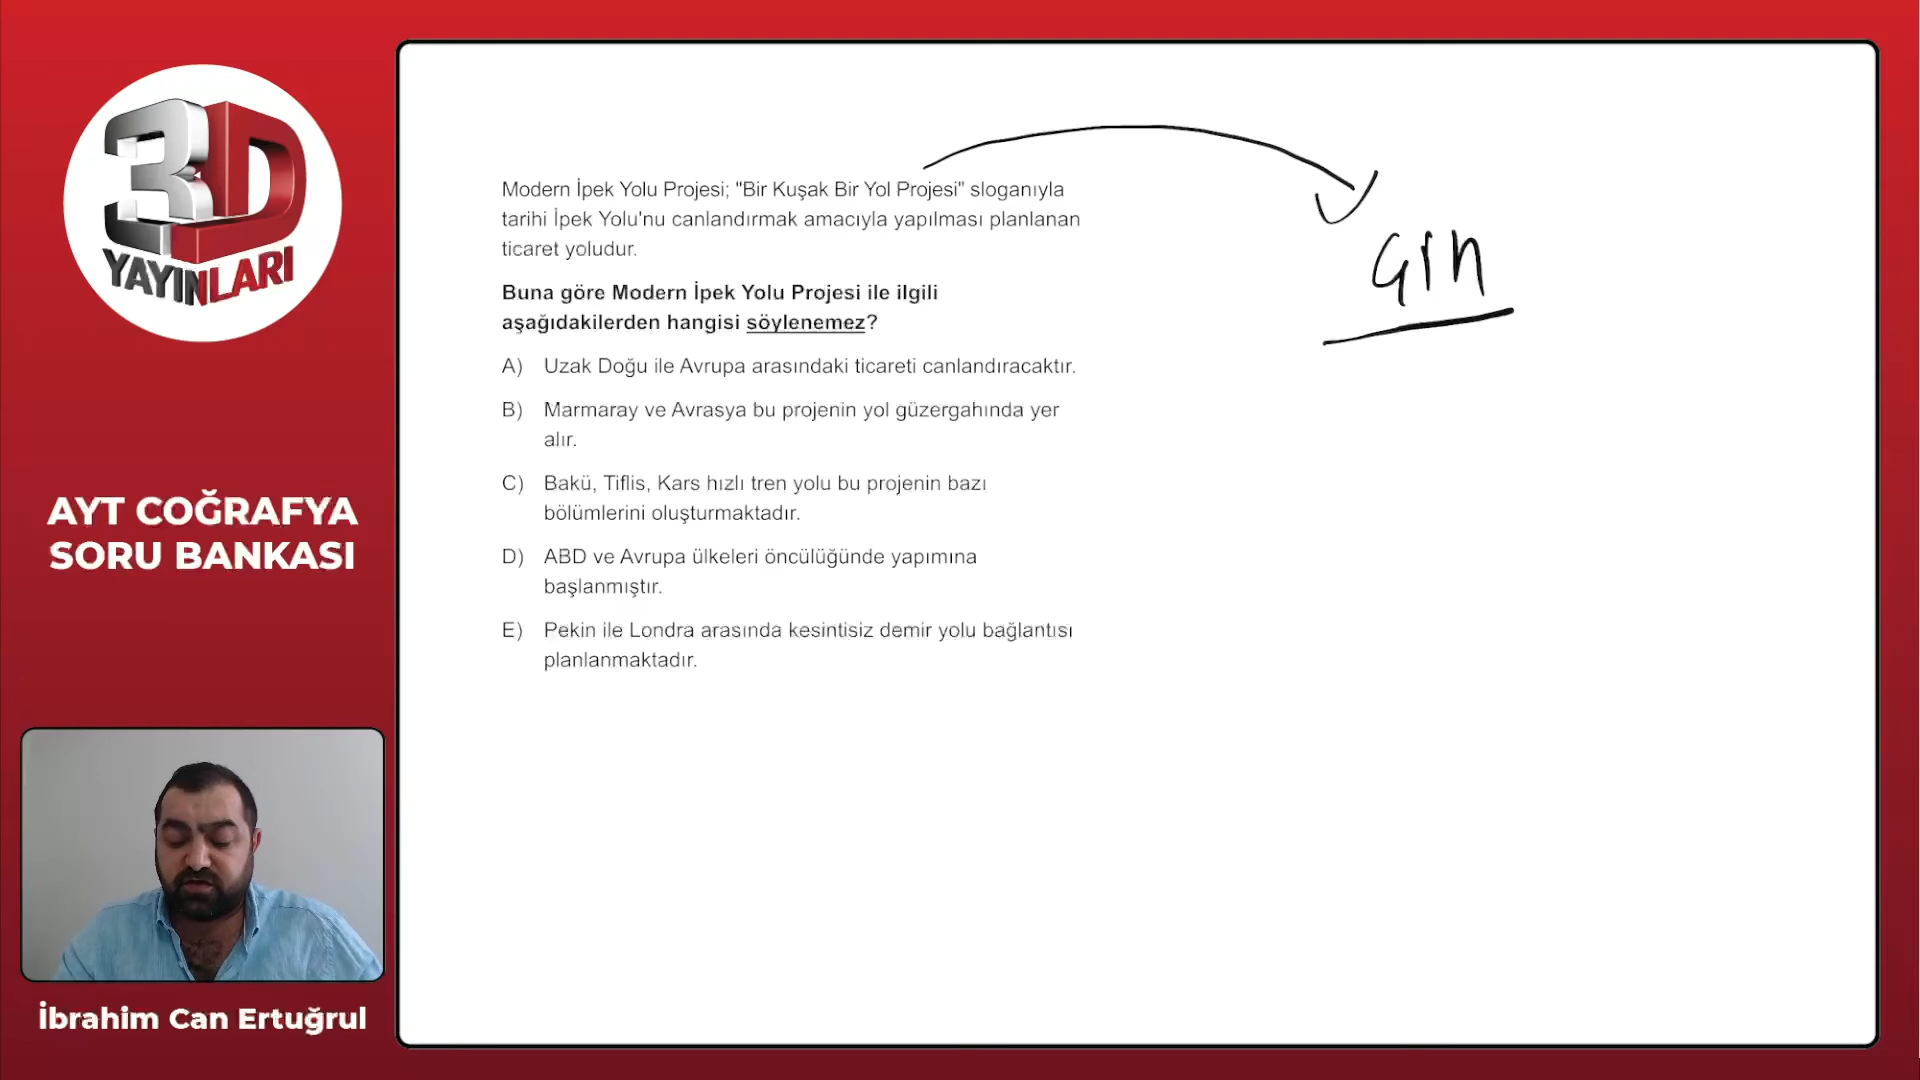 3D
YAYINLARI
AYT COĞRAFYA
SORU BANKASI
İbrahim Can Ertuğrul
Modern İpek Yolu Projesi; "Bir Kuşak Bir Yol Projesi" sloganıyla
tarihi İpek Yolu'nu canlandırmak amacıyla yapılması planlanan
ticaret yoludur.
Buna göre Modern İpek Yolu Projesi ile ilgili
aşağıdakilerden hangisi söylenemez?
A) Uzak Doğu ile Avrupa arasındaki ticareti canlandıracaktır.
B) Marmaray ve Avrasya bu projenin yol güzergahında yer
alır.
C) Bakü, Tiflis, Kars hızlı tren yolu bu projenin bazı
bölümlerini oluşturmaktadır.
D) ABD ve Avrupa ülkeleri öncülüğünde yapımına
başlanmıştır.
E) Pekin ile Londra arasında kesintisiz demir yolu bağlantısı
planlanmaktadır.
Çin